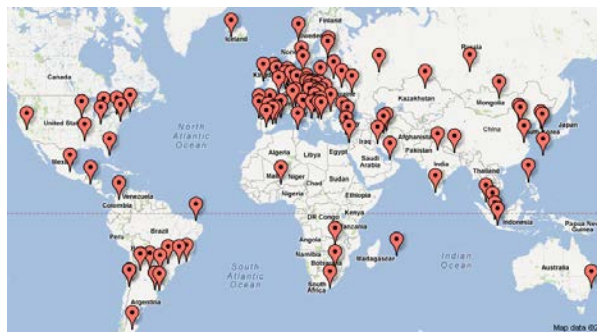 Iceland
Finland
Sweden
Russia
Canada
Kazakhstan
Mongolia
United States
North
Atlantic
Ocean
China
Japan
Afghanistan
Iraq
Pakistan
Algeria
Libya
Egypt
Saudi
Arabia
India
Mali
Niger
Chad
Sudan
Thailand
Nigeria
Ethiopia
Venezuela
Colombia
DR Congo
Kenya
Indonesia
Papua New
Guinea
Tanzania
Brazil
Peru
Angola
Namibia
Madagascar
Indian
Ocean
Australia
South
Atlantic
Ocean
South
Africa
Argentina
Map data ©2